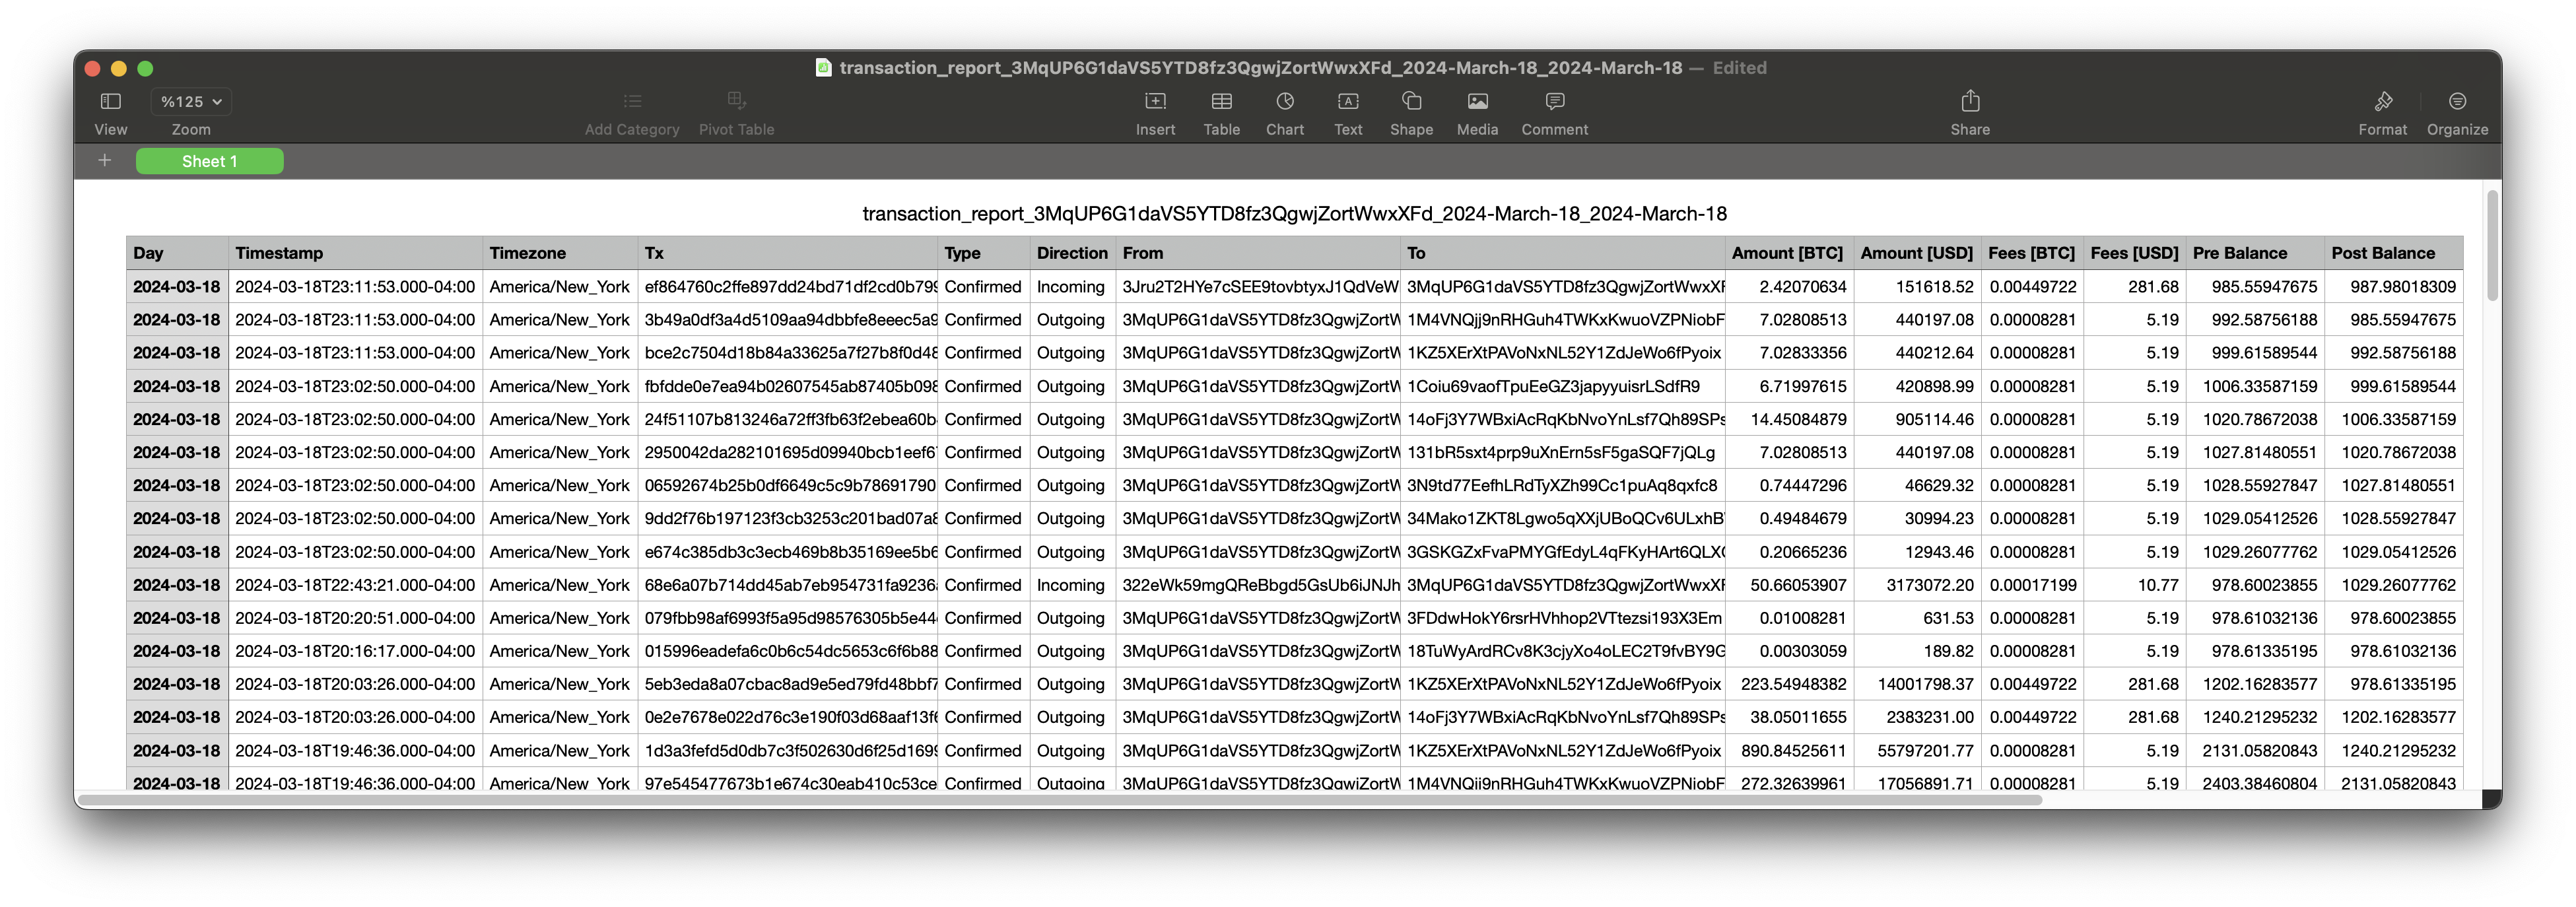 transaction_report_3MqUP6G1daVS5YTD8fz3QgwjZortWwxXFd_2024-March-18_2024-March-18 — Edited
%125
View Zoom Add Category Pivot Table Insert Table Chart Text Shape Media Comment Share Format Organize
Sheet 1
transaction_report_3MqUP6G1daVS5YTD8fz3QgwjZortWwxXFd_2024-March-18_2024-March-18
Day Timestamp Timezone Tx Type Direction From To Amount [BTC] Amount [USD] Fees [BTC] Fees [USD] Pre Balance Post Balance
2024-03-18 2024-03-18T23:11:53.000-04:00 America/New_York ef864760c2ffe897dd24bd71df2cd0b799 Confirmed Incoming 3Jru2T2HYe7cSEE9tovbtyxJ1QdVeW 3MqUP6G1daVS5YTD8fz3QgwjZortWwxXF 2.42070634 151618.52 0.00449722 281.68 985.55947675 987.98018309
2024-03-18 2024-03-18T23:11:53.000-04:00 America/New_York 3b49a0df3a4d5109aa94dbbfe8eeec5a9 Confirmed Outgoing 3MqUP6G1daVS5YTD8fz3QgwjZortW 1M4VNQjj9nRHGuh4TWKxKwuoVZPNiobF 7.02808513 440197.08 0.00008281 5.19 992.58756188 985.55947675
2024-03-18 2024-03-18T23:11:53.000-04:00 America/New_York bce2c7504d18b84a33625a7f27b8f0d48 Confirmed Outgoing 3MqUP6G1daVS5YTD8fz3QgwjZortW 1KZ5XErXtPAVoNxNL52Y1ZdJeWo6fPyoix 7.02833356 440212.64 0.00008281 5.19 999.61589544 992.58756188
2024-03-18 2024-03-18T23:02:50.000-04:00 America/New_York fbfdde0e7ea94b02607545ab87405b098 Confirmed Outgoing 3MqUP6G1daVS5YTD8fz3QgwjZortW 1Coiu69vaofTpuEeGZ3japyyuisrLSdfR9 6.71997615 420898.99 0.00008281 5.19 1006.33587159 999.61589544
2024-03-18 2024-03-18T23:02:50.000-04:00 America/New_York 24f51107b813246a72ff3fb63f2ebea60b Confirmed Outgoing 3MqUP6G1daVS5YTD8fz3QgwjZortW 14oFj3Y7WBxiAcRqKbNvoYnLsf7Qh89SPs 14.45084879 905114.46 0.00008281 5.19 1020.78672038 1006.33587159
2024-03-18 2024-03-18T23:02:50.000-04:00 America/New_York 2950042da282101695d09940bcb1eef6 Confirmed Outgoing 3MqUP6G1daVS5YTD8fz3QgwjZortW 131bR5sxt4prp9uXnErn5sF5gaSQF7jQLg 7.02808513 440197.08 0.00008281 5.19 1027.81480551 1020.78672038
2024-03-18 2024-03-18T23:02:50.000-04:00 America/New_York 06592674b25b0df6649c5c9b78691790 Confirmed Outgoing 3MqUP6G1daVS5YTD8fz3QgwjZortW 3N9td77EefhLRdTyXZh99Cc1puAq8qxfc8 0.74447296 46629.32 0.00008281 5.19 1028.55927847 1027.81480551
2024-03-18 2024-03-18T23:02:50.000-04:00 America/New_York 9dd2f76b197123f3cb3253c201bad07a8 Confirmed Outgoing 3MqUP6G1daVS5YTD8fz3QgwjZortW 34Mako1ZKT8Lgwo5qXXjUBoQCv6ULxhB 0.49484679 30994.23 0.00008281 5.19 1029.05412526 1028.55927847
2024-03-18 2024-03-18T23:02:50.000-04:00 America/New_York e674c385db3c3ecb469b8b35169ee5b6 Confirmed Outgoing 3MqUP6G1daVS5YTD8fz3QgwjZortW 3GSKGZxFvaPMYGfEdyL4qFKyHArt6QLX 0.20665236 12943.46 0.00008281 5.19 1029.26077762 1029.05412526
2024-03-18 2024-03-18T22:43:21.000-04:00 America/New_York 68e6a07b714dd45ab7eb954731fa9236 Confirmed Incoming 322eWk59mgQReBbgd5GsUb6iJNJh 3MqUP6G1daVS5YTD8fz3QgwjZortWwxXF 50.66053907 3173072.20 0.00017199 10.77 978.60023855 1029.26077762
2024-03-18 2024-03-18T20:20:51.000-04:00 America/New_York 079fbb98af6993f5a95d98576305b5e44 Confirmed Outgoing 3MqUP6G1daVS5YTD8fz3QgwjZortW 3FDdwHokY6rsrHVhhop2VTtezsi193X3Em 0.01008281 631.53 0.00008281 5.19 978.61032136 978.60023855
2024-03-18 2024-03-18T20:16:17.000-04:00 America/New_York 015996eadefa6c0b6c54dc5653c6f6b88 Confirmed Outgoing 3MqUP6G1daVS5YTD8fz3QgwjZortW 18TuWyArdRCv8K3cjyXo4oLEC2T9fvBY9G 0.00303059 189.82 0.00008281 5.19 978.61335195 978.61032136
2024-03-18 2024-03-18T20:03:26.000-04:00 America/New_York 5eb3eda8a07cbac8ad9e5ed79fd48bbf7 Confirmed Outgoing 3MqUP6G1daVS5YTD8fz3QgwjZortW 1KZ5XErXtPAVoNxNL52Y1ZdJeWo6fPyoix 223.54948382 14001798.37 0.00449722 281.68 1202.16283577 978.61335195
2024-03-18 2024-03-18T20:03:26.000-04:00 America/New_York 0e2e7678e022d76c3e190f03d68aaf13f6 Confirmed Outgoing 3MqUP6G1daVS5YTD8fz3QgwjZortW 14oFj3Y7WBxiAcRqKbNvoYnLsf7Qh89SPs 38.05011655 2383231.00 0.00449722 281.68 1240.21295232 1202.16283577
2024-03-18 2024-03-18T19:46:36.000-04:00 America/New_York 1d3a3fefd5d0db7c3f502630d6f25d1699 Confirmed Outgoing 3MqUP6G1daVS5YTD8fz3QgwjZortW 1KZ5XErXtPAVoNxNL52Y1ZdJeWo6fPyoix 890.84525611 55797201.77 0.00008281 5.19 2131.05820843 1240.21295232
2024-03-18 2024-03-18T19:46:36.000-04:00 America/New_York 97e545477673b1e674c30eab410c53ce Confirmed Outgoing 3MqUP6G1daVS5YTD8fz3QgwjZortW 1M4VNQjj9nRHGuh4TWKxKwuoVZPNiobF 272.32639961 17056891.71 0.00008281 5.19 2403.38460804 2131.05820843